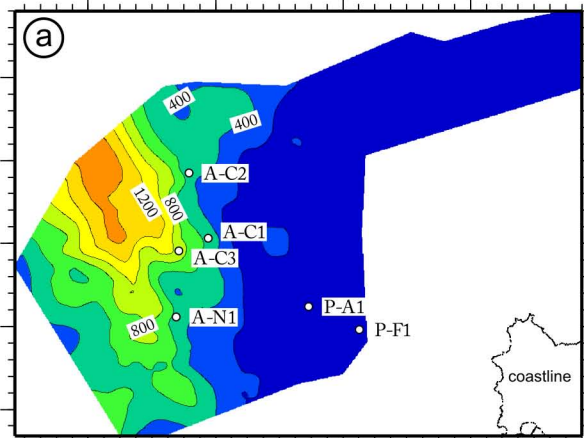 a
400
400
A-C2
1200
800
A-C1
A-C3
P-A1
A-N1
800
P-F1
coastline